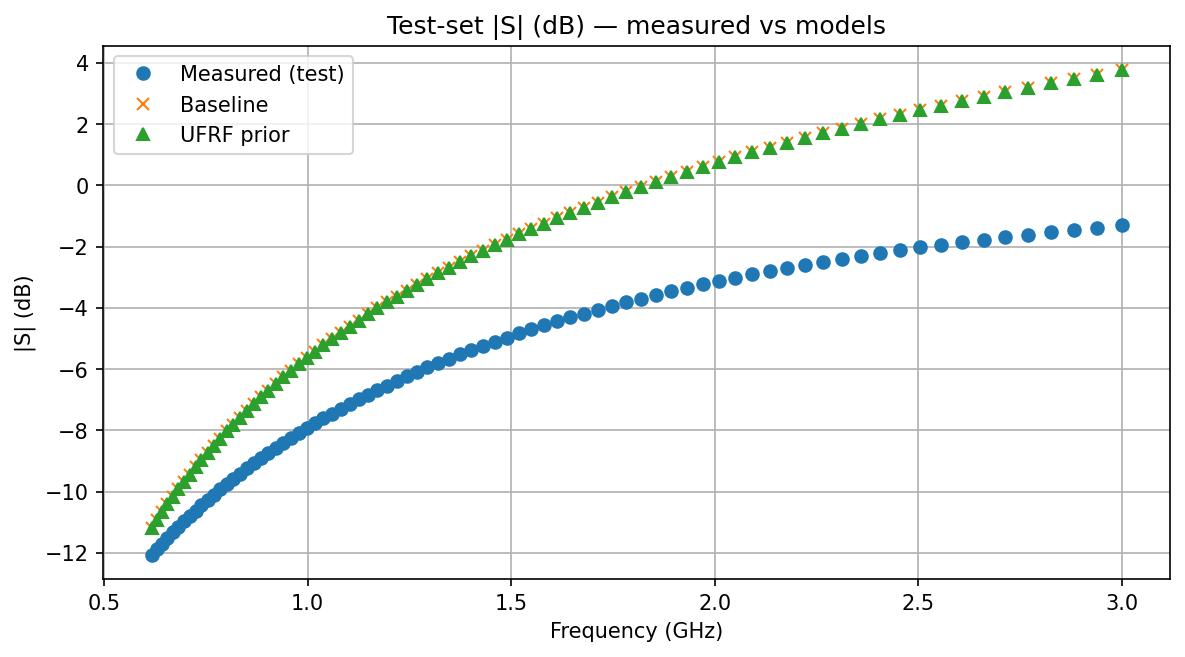 Test-set |S| (dB) — measured vs models
Measured (test)
Baseline
UFRF prior
|S| (dB)
4
2
0
−2
−4
−6
−8
−10
−12
0.5 1.0 1.5 2.0 2.5 3.0
Frequency (GHz)